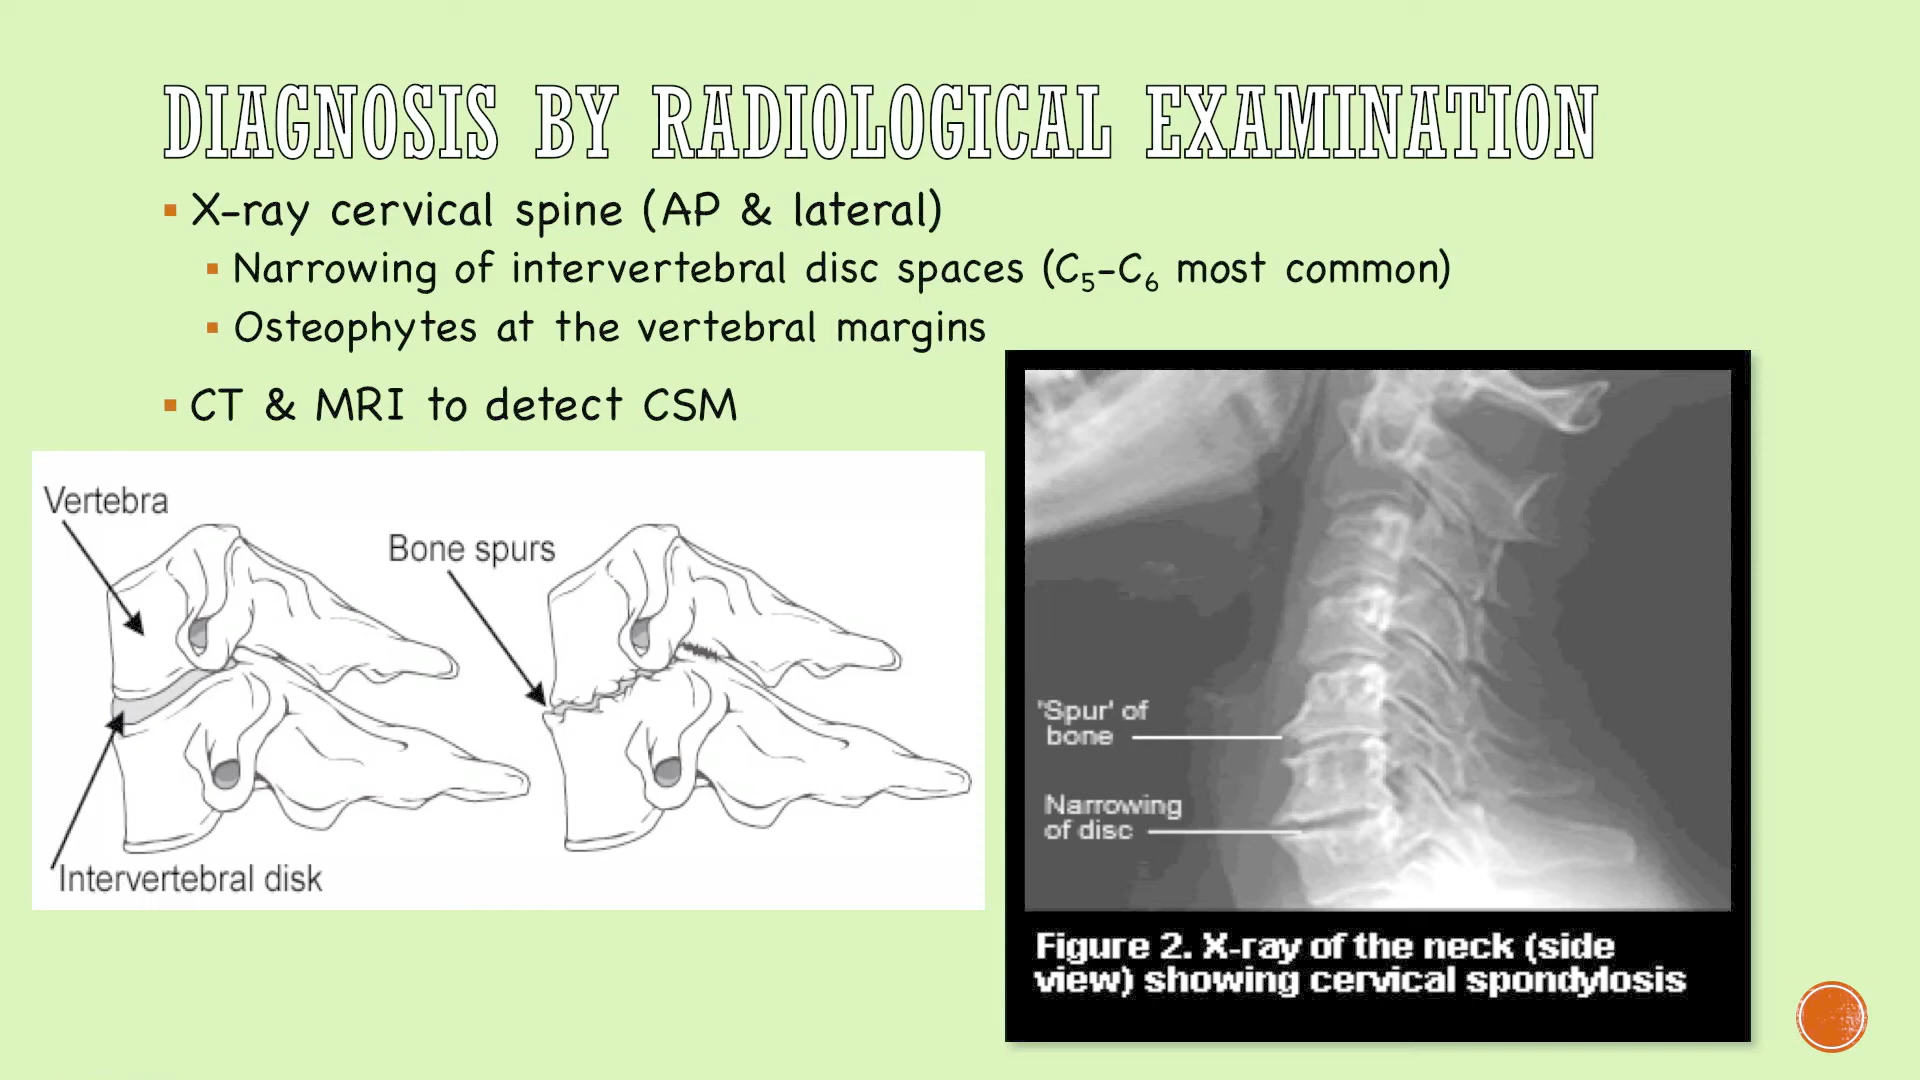 DIAGNOSIS BY RADIOLOGICAL EXAMINATION
▪ X-ray cervical spine (AP & lateral)
▪ Narrowing of intervertebral disc spaces (C₅-C₆ most common)
▪ Osteophytes at the vertebral margins
▪ CT & MRI to detect CSM
Vertebra
Bone spurs
Intervertebral disk
'Spur' of
bone
Narrowing
of disc
Figure 2. X-ray of the neck (side
view) showing cervical spondylosis